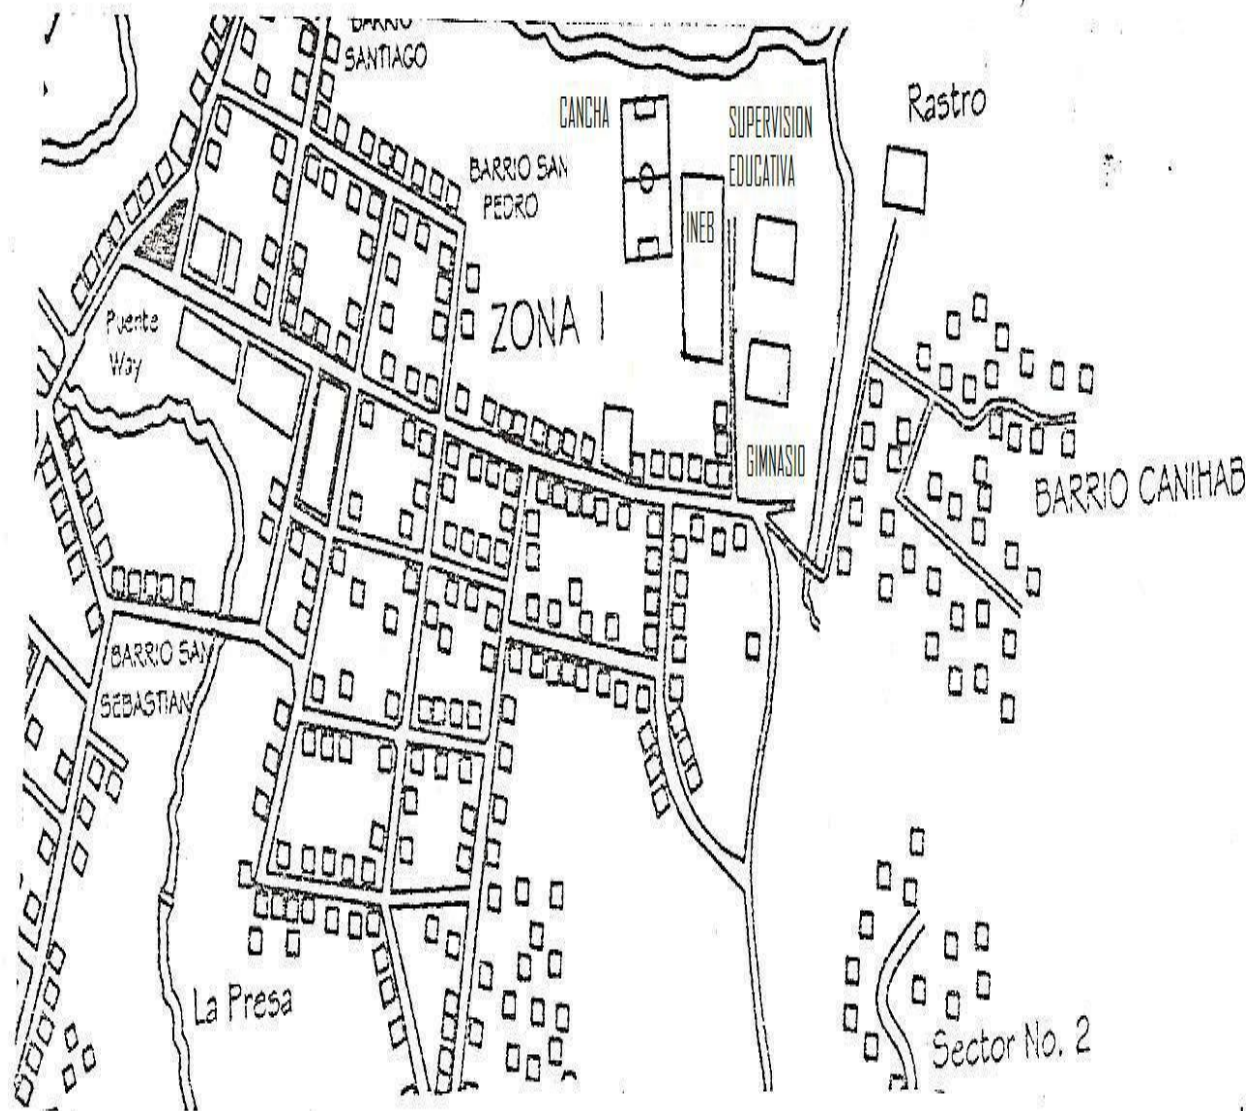 BARRIO
SANTIAGO
CANCHA
SUPERVISION
EDUCATIVA
Rastro
BARRIO SAN
PEDRO
INEB
ZONA I
Puente
Way
GIMNASIO
BARRIO CANIHAB
BARRIO SAN
SEBASTIAN
La Presa
Sector No. 2